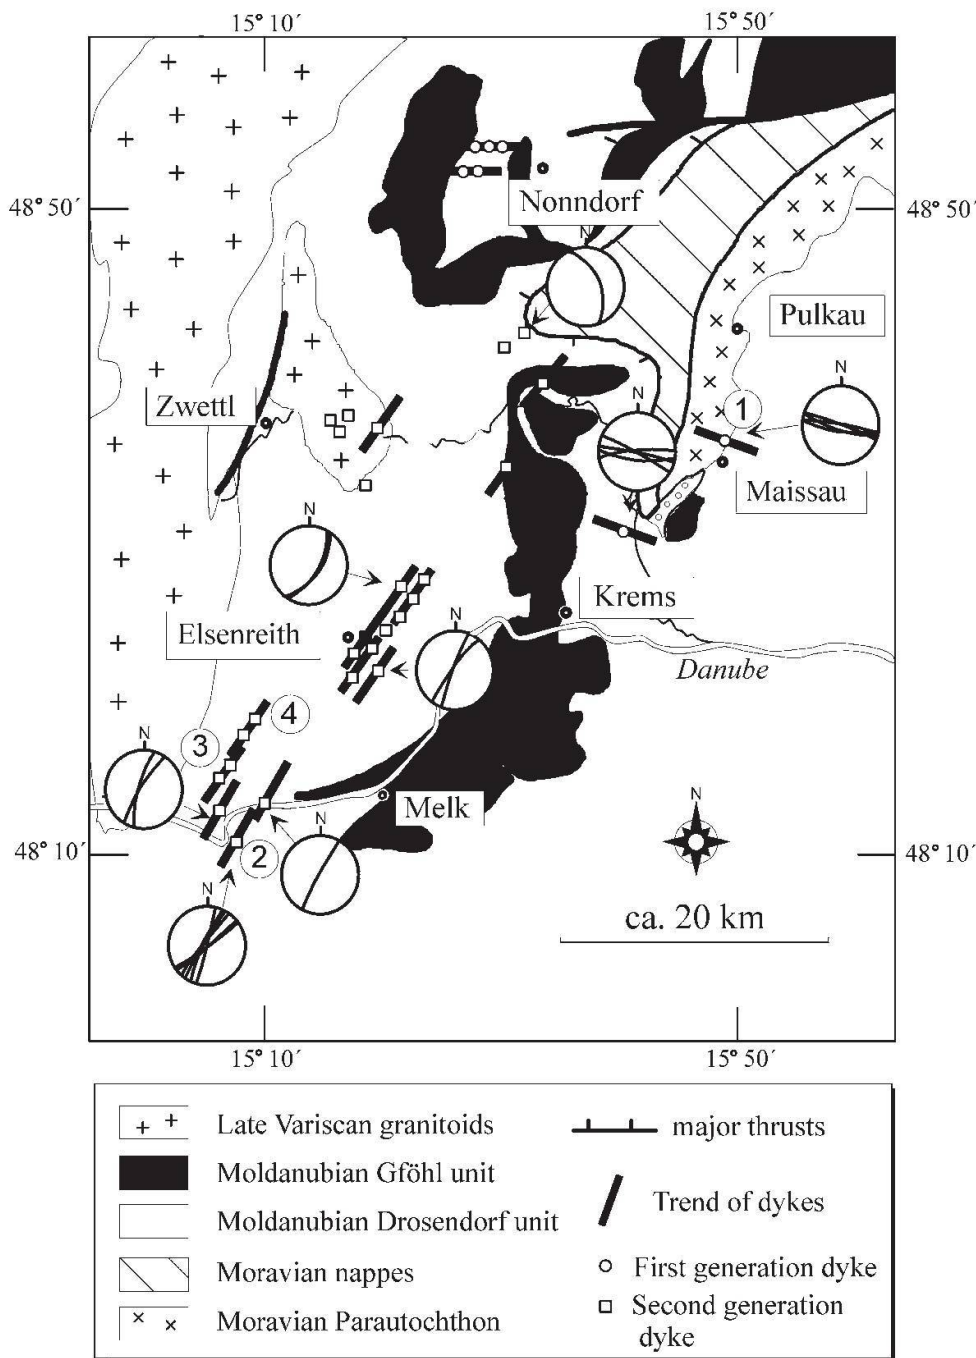 15° 10´
15° 50´
48° 50´
48° 50´
Nonndorf
N
Pulkau
Zwettl
N
N
1
Maissau
N
Krems
Elsenreith
N
Danube
4
3
N
Melk
N
48° 10´
48° 10´
2
N
N
ca. 20 km
15° 10´
15° 50´
Late Variscan granitoids
major thrusts
Moldanubian Gföhl unit
Trend of dykes
Moldanubian Drosendorf unit
Moravian nappes
First generation dyke
Moravian Parautochthon
Second generation
dyke